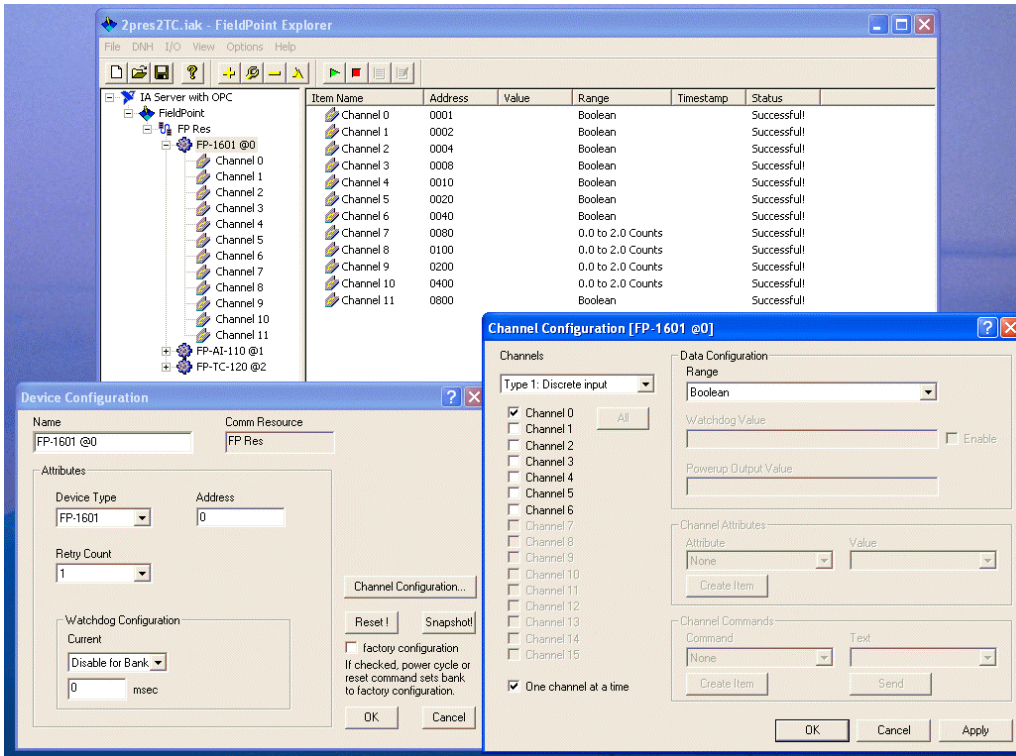 2pres2TC.iak - FieldPoint Explorer
File DNH I/O View Options Help
IA Server with OPC
FieldPoint
FP Res
FP-1601 @0
Channel 0
Channel 1
Channel 2
Channel 3
Channel 4
Channel 5
Channel 6
Channel 7
Channel 8
Channel 9
Channel 10
Channel 11
FP-AI-110 @1
FP-TC-120 @2
Item Name Address Value Range Timestamp Status
Channel 0 0001 Boolean Successful!
Channel 1 0002 Boolean Successful!
Channel 2 0004 Boolean Successful!
Channel 3 0008 Boolean Successful!
Channel 4 0010 Boolean Successful!
Channel 5 0020 Boolean Successful!
Channel 6 0040 Boolean Successful!
Channel 7 0080 0.0 to 2.0 Counts Successful!
Channel 8 0100 0.0 to 2.0 Counts Successful!
Channel 9 0200 0.0 to 2.0 Counts Successful!
Channel 10 0400 0.0 to 2.0 Counts Successful!
Channel 11 0800 Boolean Successful!
Device Configuration
Name Comm Resource
FP-1601 @0 FP Res
Attributes
Device Type Address
FP-1601 0
Retry Count
1
Watchdog Configuration
Current
Disable for Bank
0 msec
Channel Configuration...
Reset ! Snapshot!
factory configuration
If checked, power cycle or
reset command sets bank
to factory configuration.
OK Cancel
Channel Configuration [FP-1601 @0]
Channels
Type 1: Discrete input
All
Channel 0
Channel 1
Channel 2
Channel 3
Channel 4
Channel 5
Channel 6
Channel 7
Channel 8
Channel 9
Channel 10
Channel 11
Channel 12
Channel 13
Channel 14
Channel 15
One channel at a time
Data Configuration
Range
Boolean
Watchdog Value
Enable
Powerup Output Value
Channel Attributes
Attribute Value
None
Create Item
Channel Commands
Command Text
None
Create Item Send
OK Cancel Apply